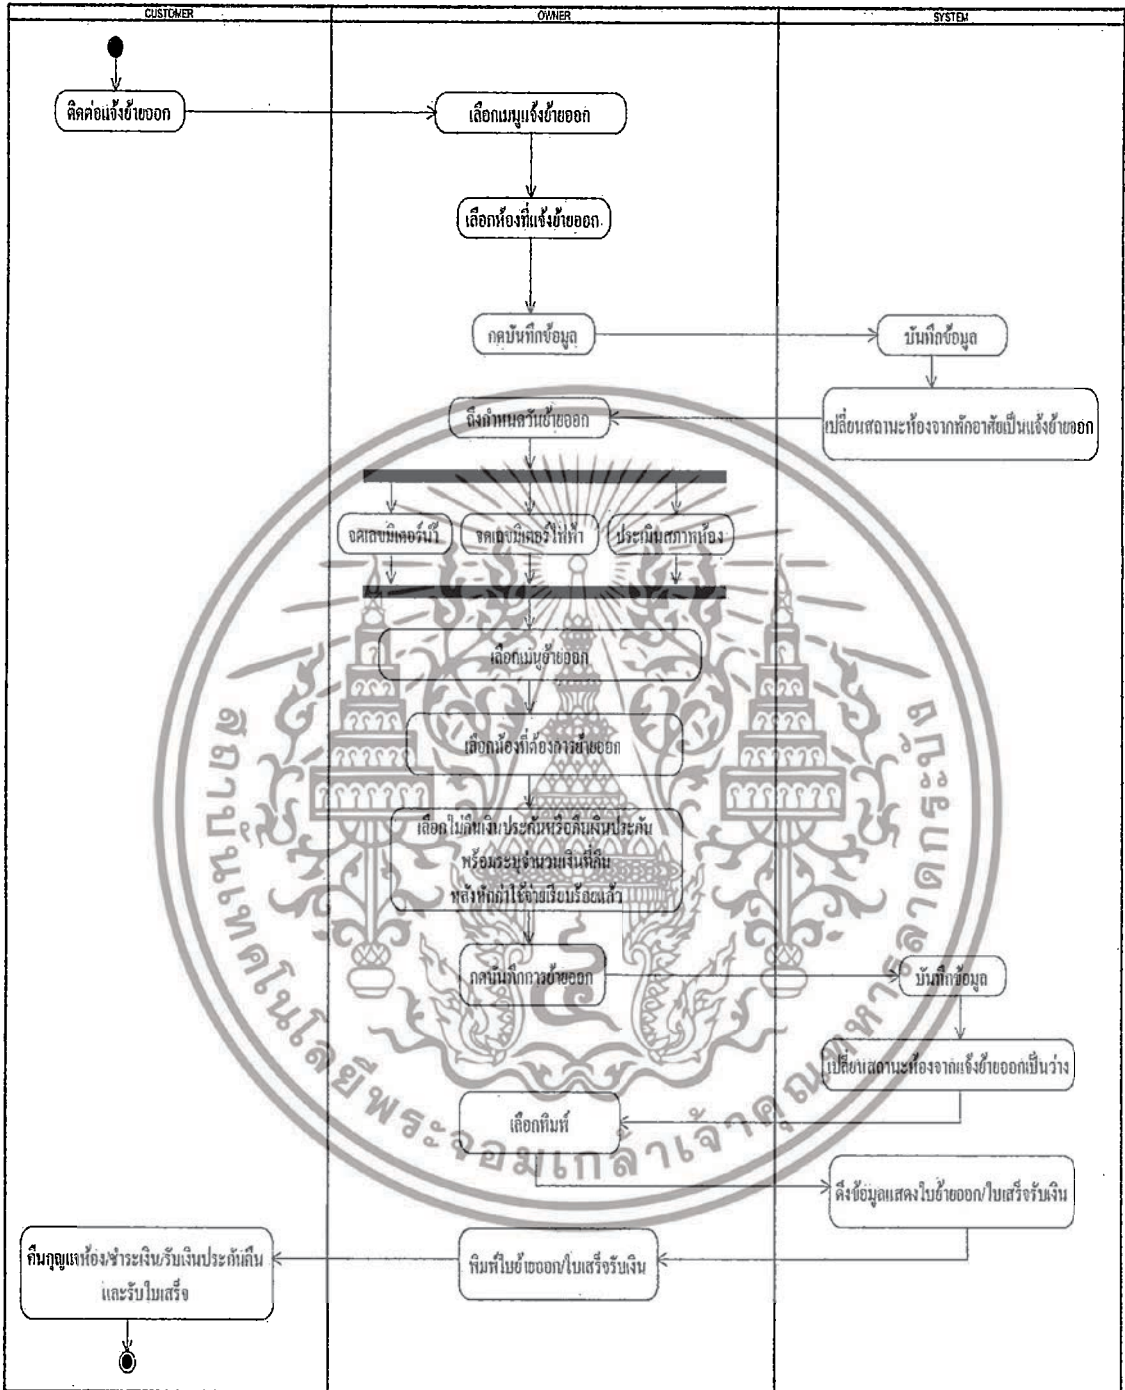 CUSTOMER
OWNER
SYSTEM
ติดต่อแจ้งย้ายออก
เลือกเมนูแจ้งย้ายออก
เลือกห้องที่แจ้งย้ายออก
กดบันทึกข้อมูล
บันทึกข้อมูล
ถึงกำหนดวันย้ายออก
เปลี่ยนสถานะห้องจากพักอาศัยเป็นแจ้งย้ายออก
จดเลขมิเตอร์น้ำ
จดเลขมิเตอร์ไฟฟ้า
ประเมินสภาพห้อง
เลือกเมนูย้ายออก
เลือกห้องที่ต้องการย้ายออก
เลือกไม่คืนเงินประกันหรือคืนเงินประกัน
พร้อมระบุจำนวนเงินที่คืน
หลังหักค่าใช้จ่ายเรียบร้อยแล้ว
กดบันทึกการย้ายออก
บันทึกข้อมูล
เปลี่ยนสถานะห้องจากแจ้งย้ายออกเป็นว่าง
เลือกพิมพ์
ดึงข้อมูลแสดงใบย้ายออก/ใบเสร็จรับเงิน
คืนกุญแจห้อง/ชำระเงิน/รับเงินประกันคืน
และรับใบเสร็จ
พิมพ์ใบย้ายออก/ใบเสร็จรับเงิน
สถาบันเทคโนโลยีพระจอมเกล้าเจ้าคุณทหารลาดกระบัง